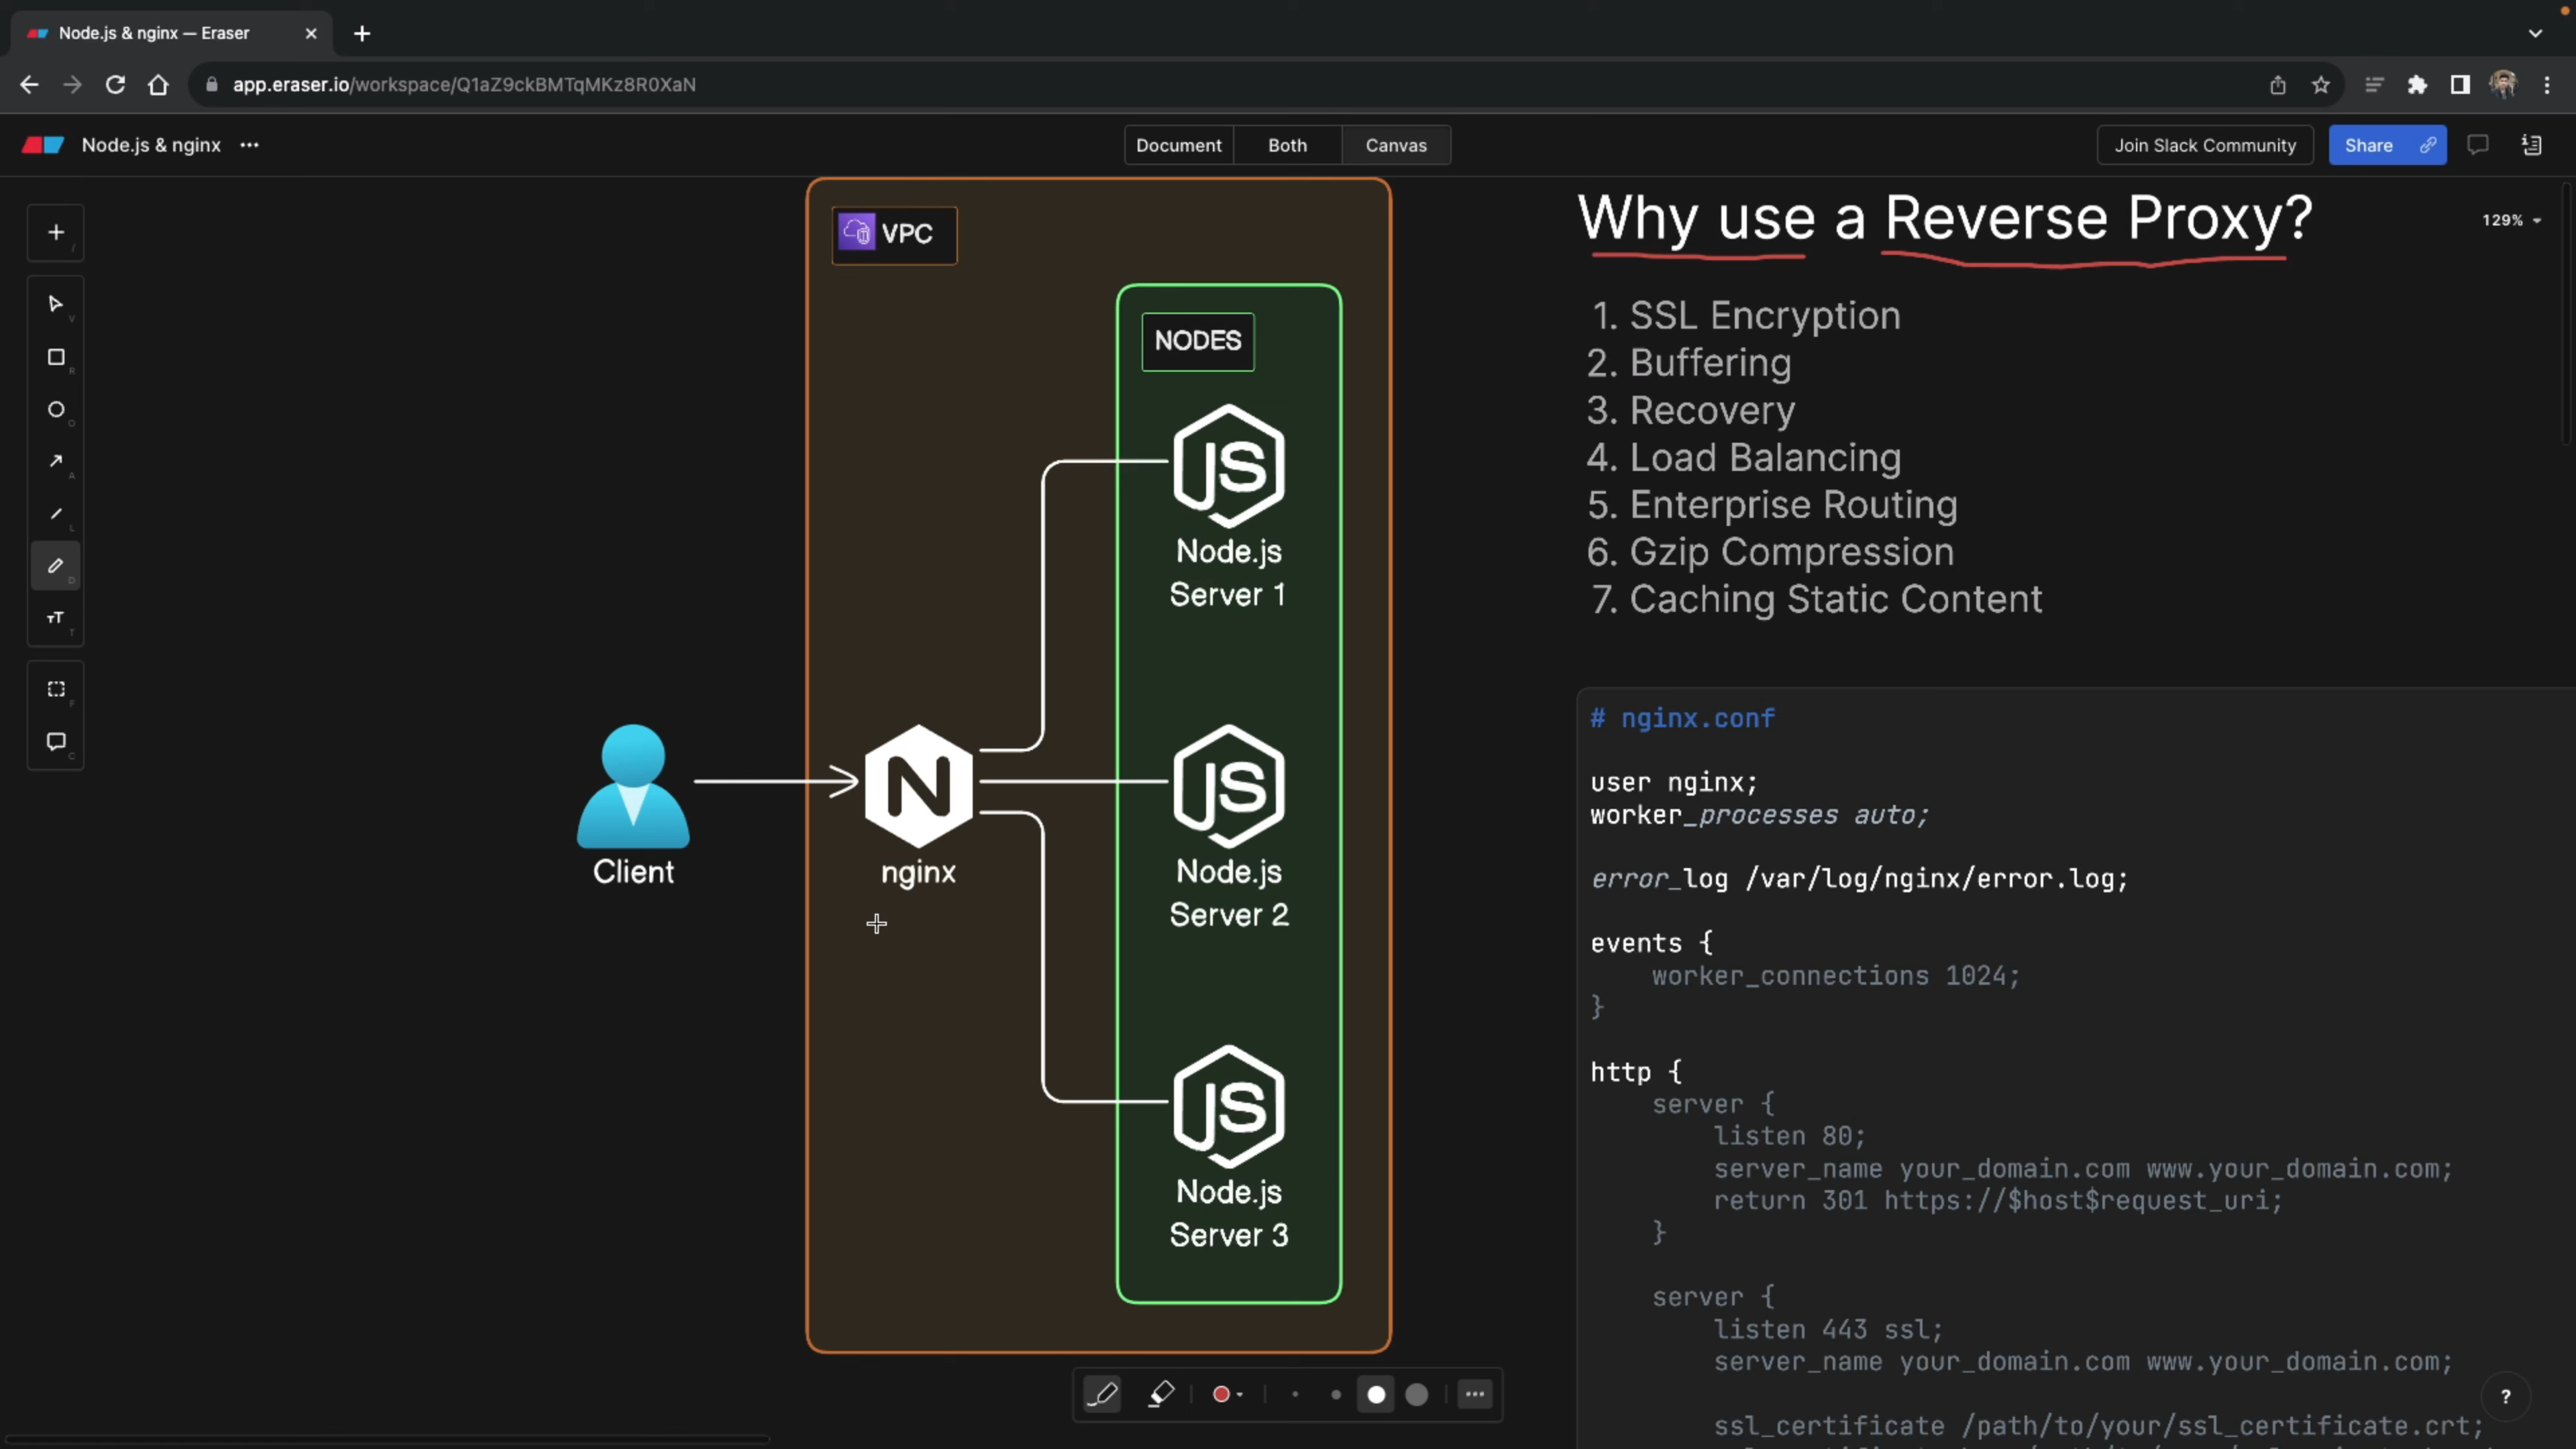 Node.js & nginx — Eraser
app.eraser.io/workspace/Q1aZ9ckBMTqMKz8R0XaN
Node.js & nginx
Document
Both
Canvas
Join Slack Community
Share
129%
VPC
NODES
Node.js
Server 1
Client
nginx
Node.js
Server 2
Node.js
Server 3
Why use a Reverse Proxy?
1. SSL Encryption
2. Buffering
3. Recovery
4. Load Balancing
5. Enterprise Routing
6. Gzip Compression
7. Caching Static Content
# nginx.conf
user nginx;
worker_processes auto;
error_log /var/log/nginx/error.log;
events {
worker_connections 1024;
}
http {
server {
listen 80;
server_name your_domain.com www.your_domain.com;
return 301 https://$host$request_uri;
}
server {
listen 443 ssl;
server_name your_domain.com www.your_domain.com;
ssl_certificate /path/to/your/ssl_certificate.crt;